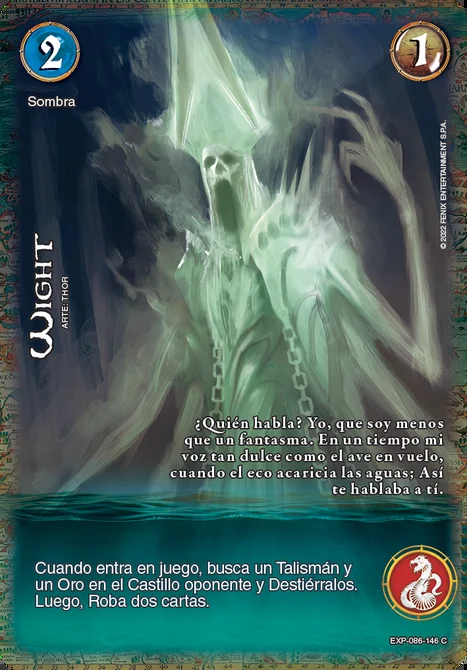 2
1
Sombra
© 2022 FENIX ENTERTAINMENT S.P.A.
Wight
ARTE: THOR
¿Quién habla? Yo, que soy menos
que un fantasma. En un tiempo mi
voz tan dulce como el ave en vuelo,
cuando el eco acaricia las aguas; Así
te hablaba a tí.
Cuando entra en juego, busca un Talismán y
un Oro en el Castillo oponente y Destiérralos.
Luego, Roba dos cartas.
EXP-086-146 C